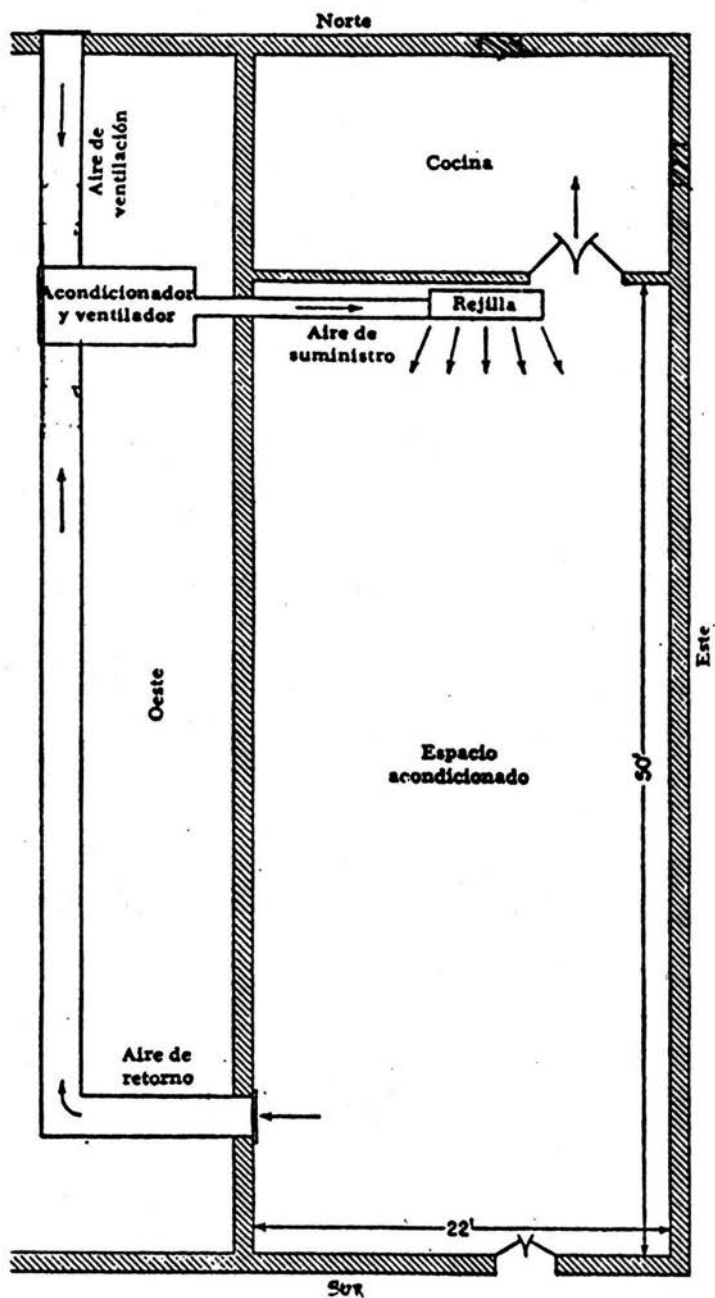 Norte
Aire de
ventilación
Cocina
Acondicionador
y ventilador
Rejilla
Aire de
suministro
Oeste
Este
Espacio
acondicionado
50'
Aire de
retorno
22'
SUR